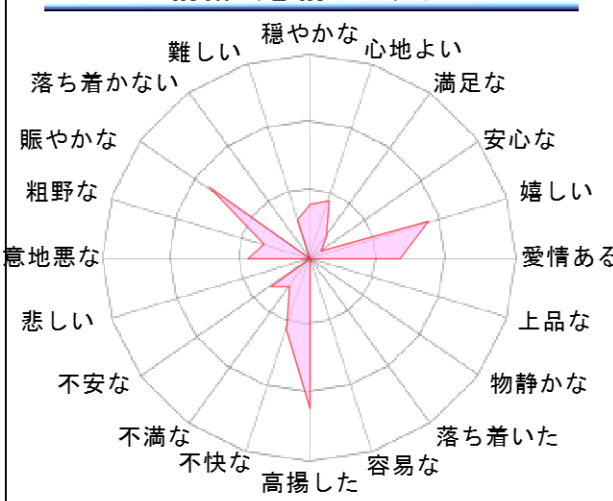 穏やかな
心地よい
満足な
安心な
嬉しい
愛情ある
上品な
物静かな
落ち着いた
容易な
高揚した
不快な
不満な
不安な
悲しい
意地悪な
粗野な
賑やかな
落ち着かない
難しい